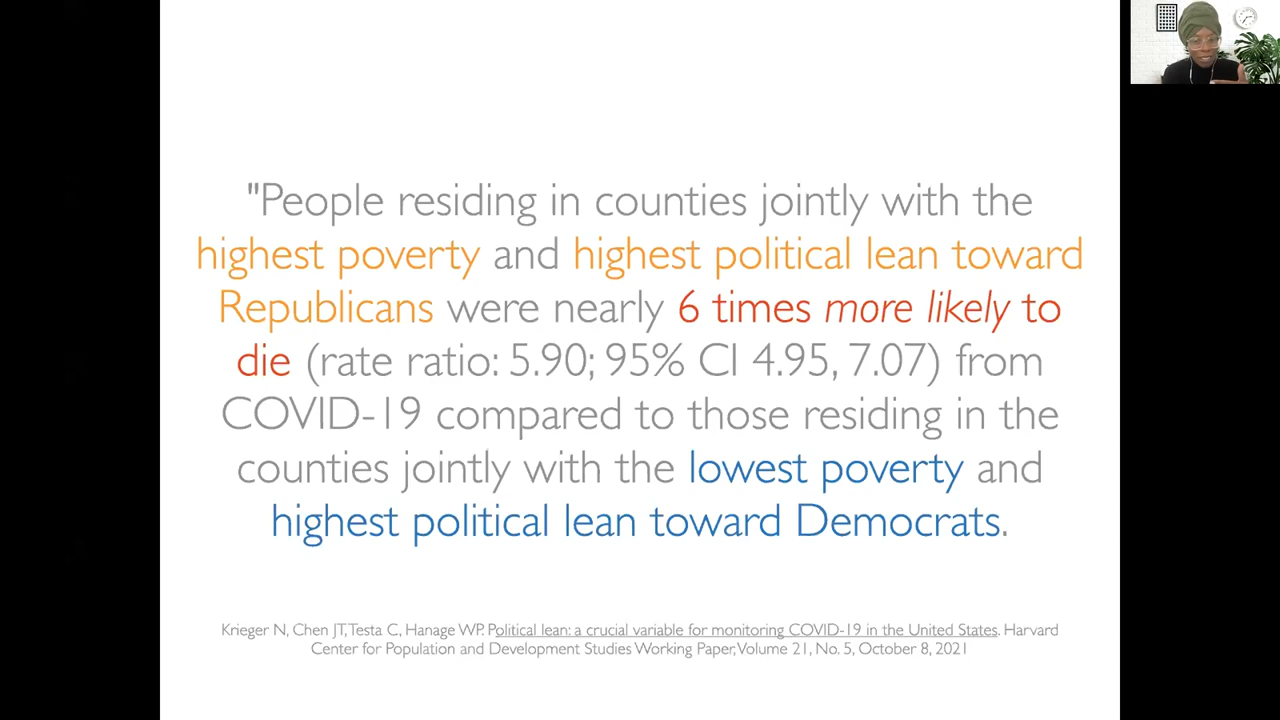 "People residing in counties jointly with the
highest poverty and highest political lean toward
Republicans were nearly 6 times more likely to
die (rate ratio: 5.90; 95% CI 4.95, 7.07) from
COVID-19 compared to those residing in the
counties jointly with the lowest poverty and
highest political lean toward Democrats.
Krieger N, Chen JT, Testa C, Hanage WP. Political lean: a crucial variable for monitoring COVID-19 in the United States. Harvard
Center for Population and Development Studies Working Paper, Volume 21, No. 5, October 8, 2021